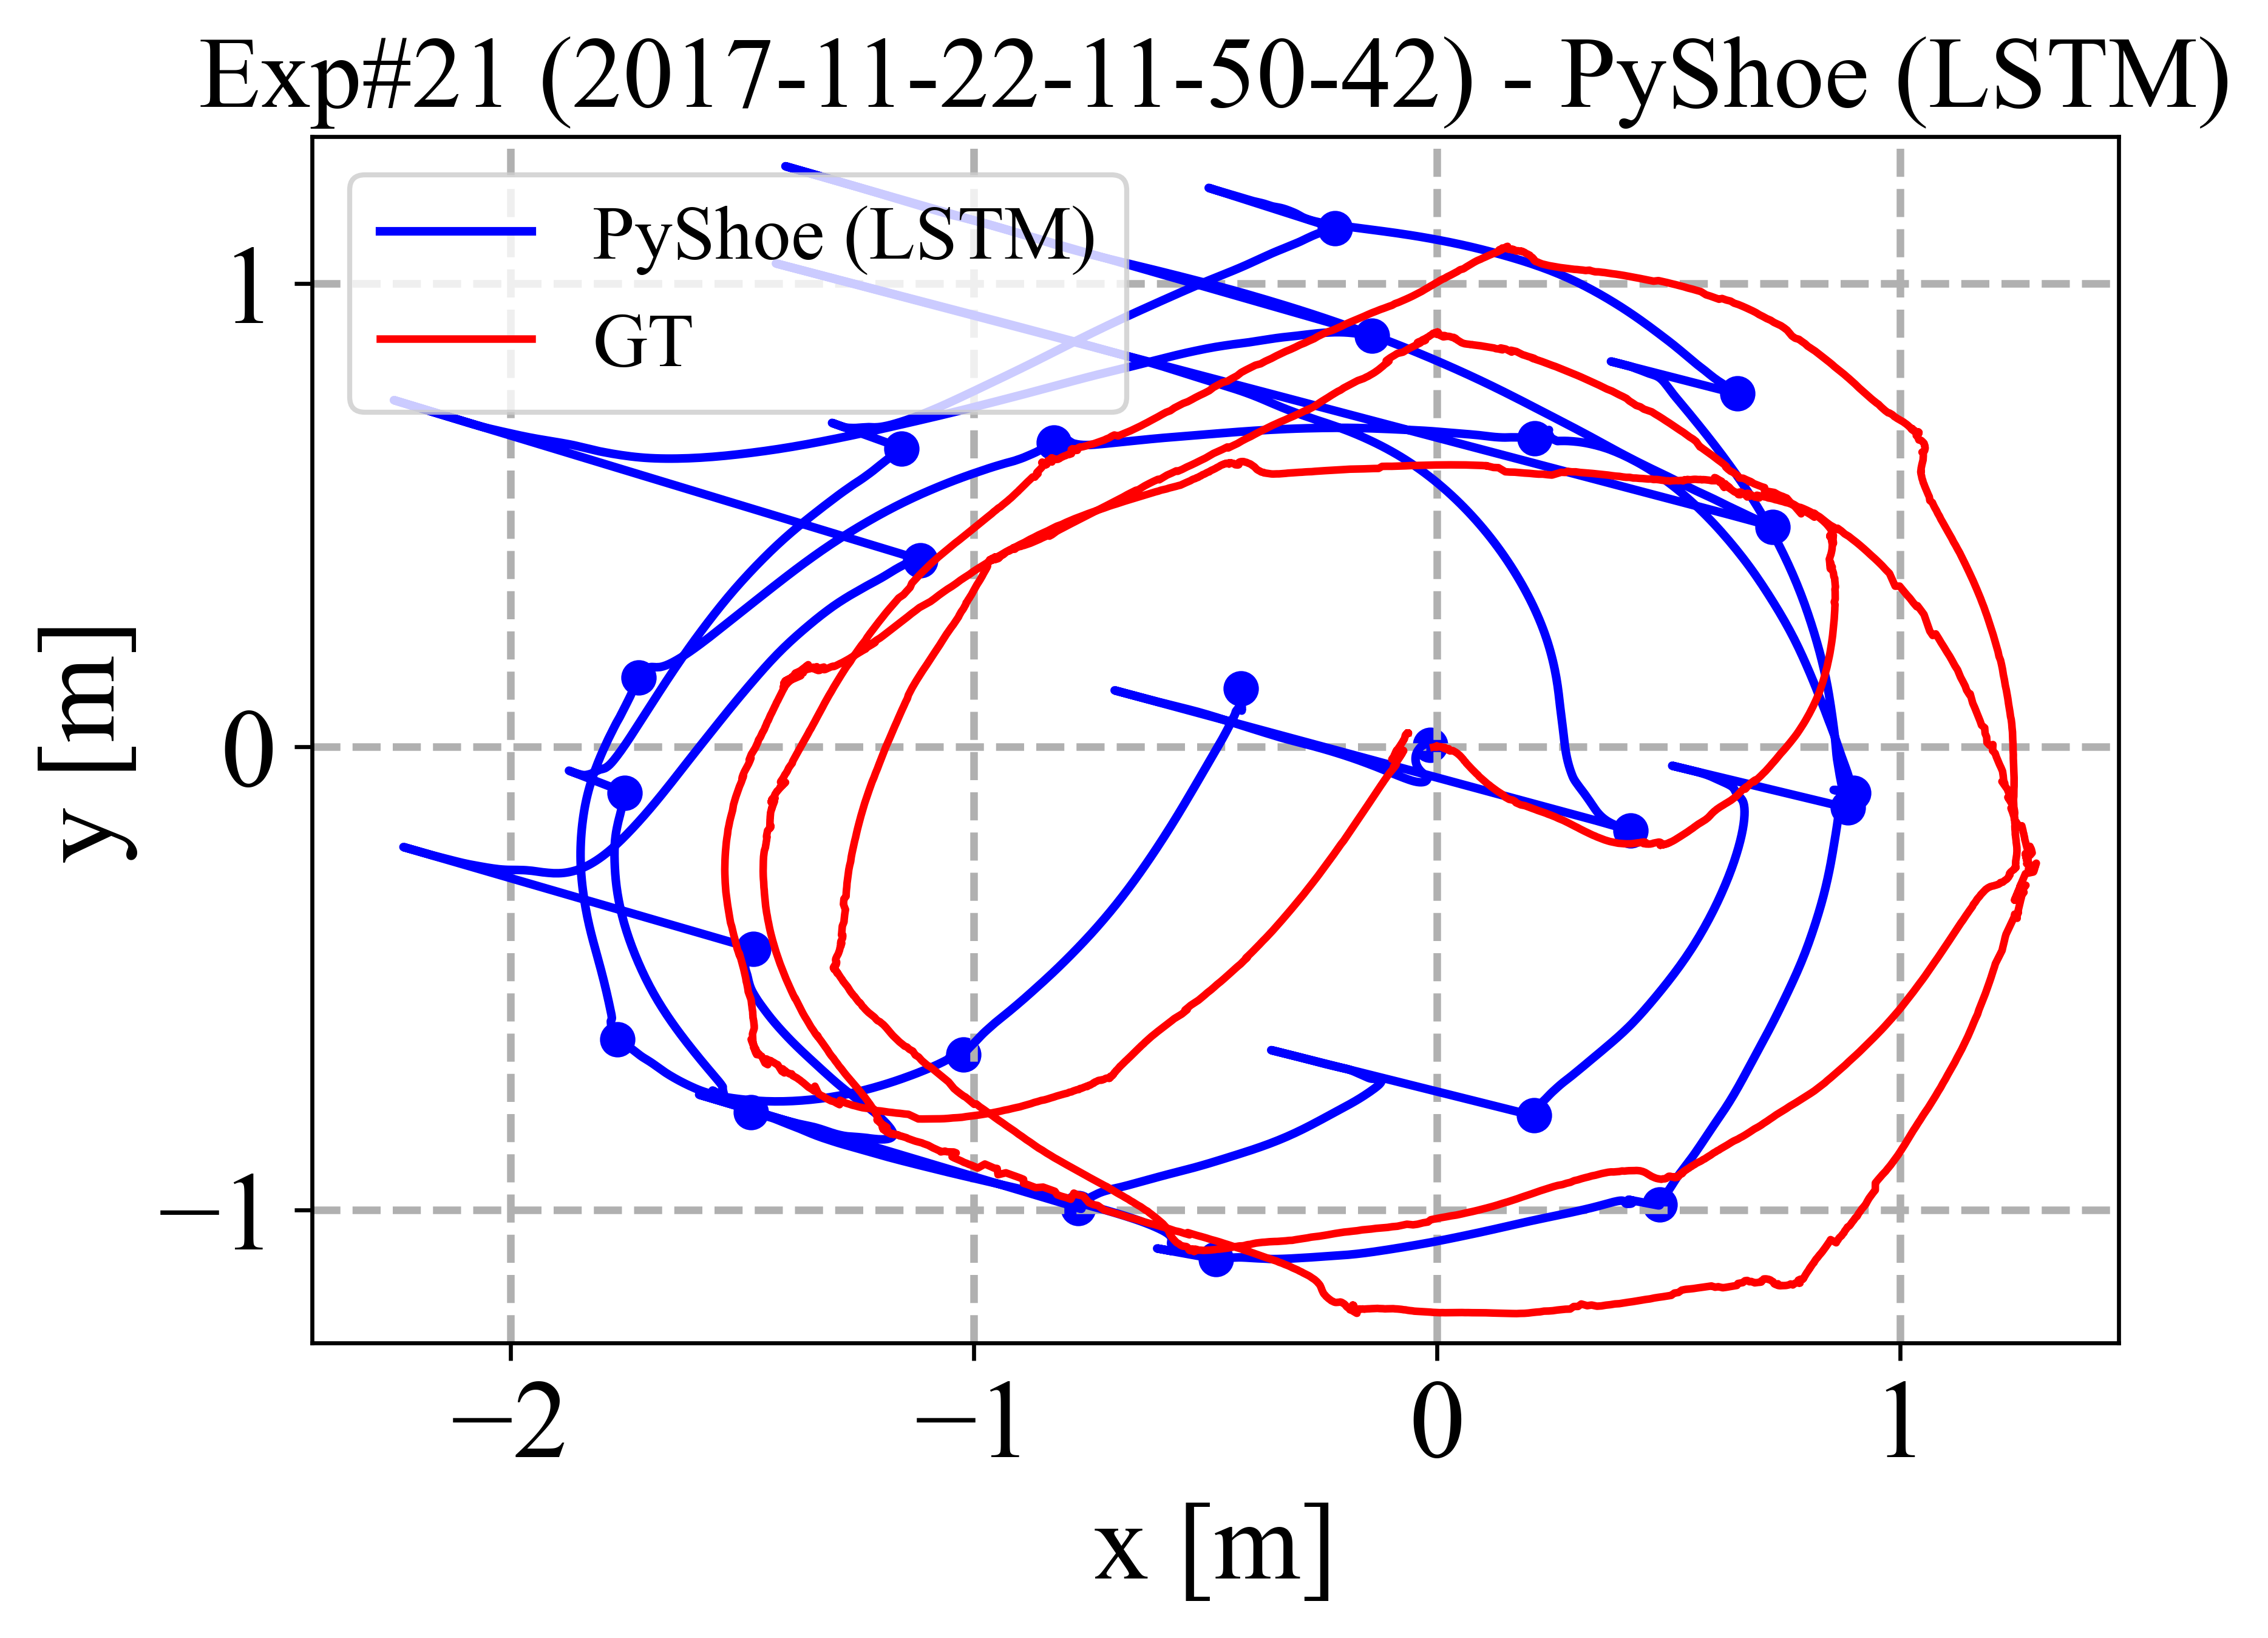 Exp#21 (2017-11-22-11-50-42) - PyShoe (LSTM)
PyShoe (LSTM)
GT
1
0
−1
y [m]
−2 −1 0 1
x [m]